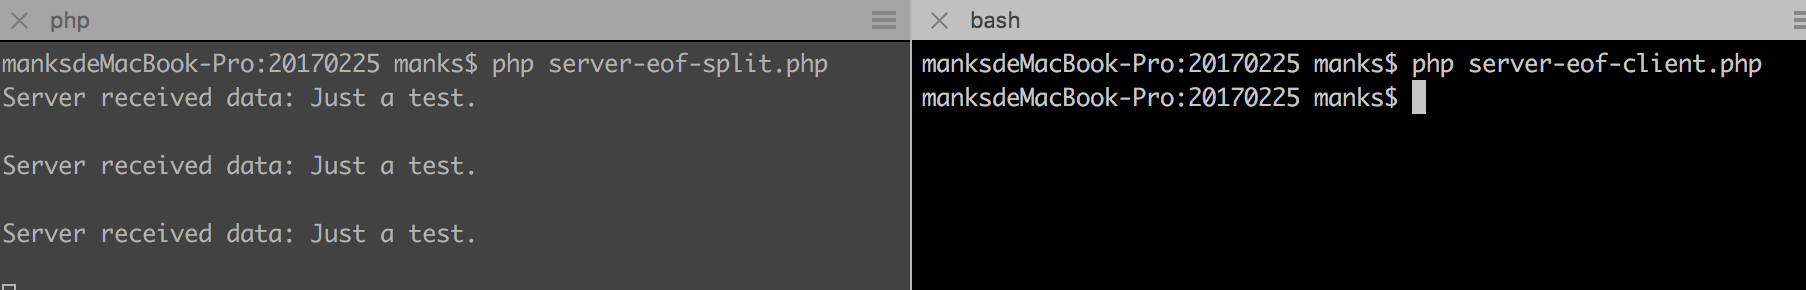 php
manksdeMacBook-Pro:20170225 manks$ php server-eof-split.php
Server received data: Just a test.
Server received data: Just a test.
Server received data: Just a test.
bash
manksdeMacBook-Pro:20170225 manks$ php server-eof-client.php
manksdeMacBook-Pro:20170225 manks$